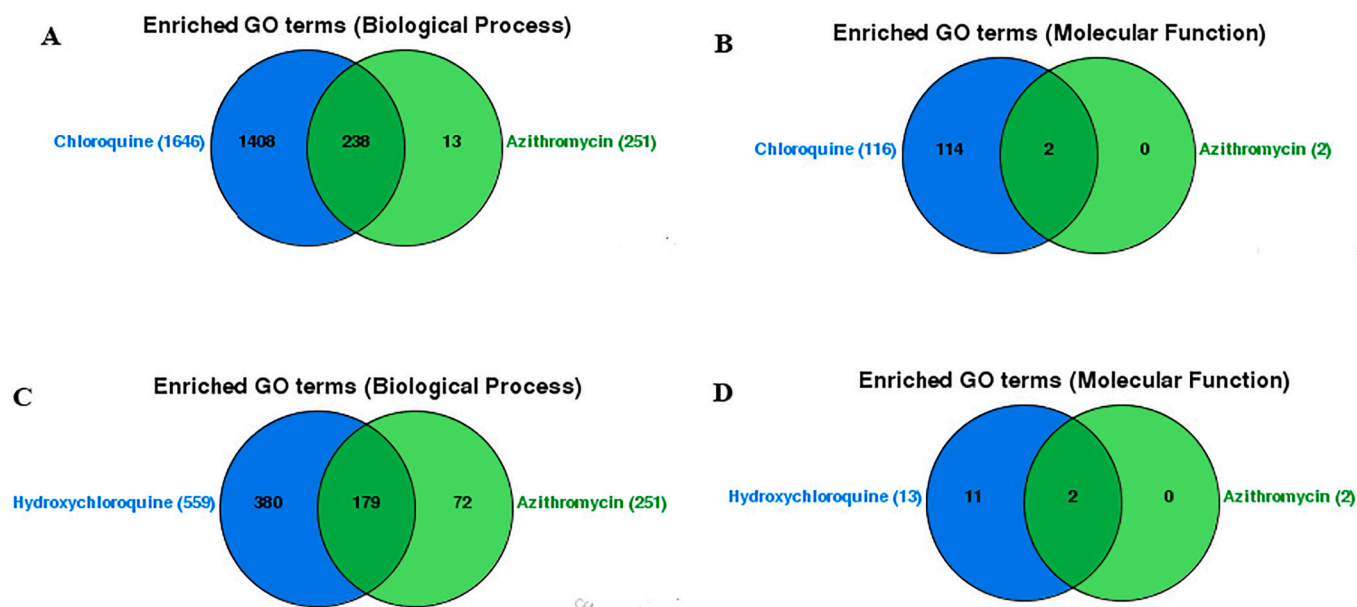 A
Enriched GO terms (Biological Process)
Chloroquine (1646)
1408
238
13
Azithromycin (251)
B
Enriched GO terms (Molecular Function)
Chloroquine (116)
114
2
0
Azithromycin (2)
C
Enriched GO terms (Biological Process)
Hydroxychloroquine (559)
380
179
72
Azithromycin (251)
D
Enriched GO terms (Molecular Function)
Hydroxychloroquine (13)
11
2
0
Azithromycin (2)